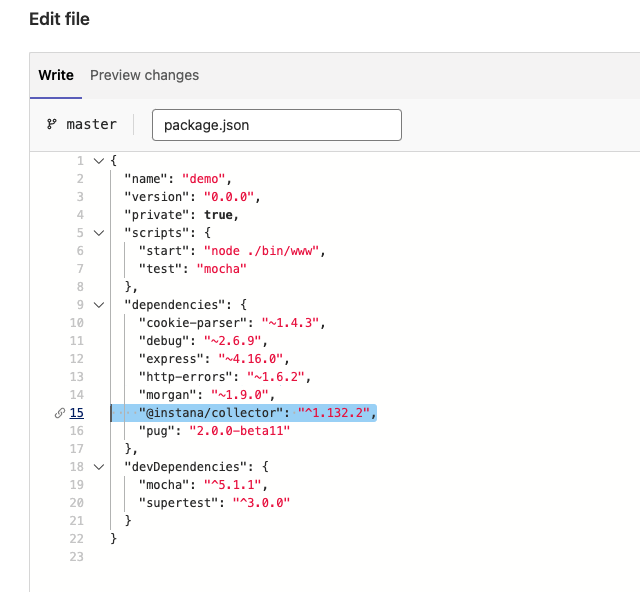 Edit file
Write Preview changes
master package.json
1 {
2 "name": "demo",
3 "version": "0.0.0",
4 "private": true,
5 "scripts": {
6 "start": "node ./bin/www",
7 "test": "mocha"
8 },
9 "dependencies": {
10 "cookie-parser": "~1.4.3",
11 "debug": "~2.6.9",
12 "express": "~4.16.0",
13 "http-errors": "~1.6.2",
14 "morgan": "~1.9.0",
15 "@instana/collector": "^1.132.2",
16 "pug": "2.0.0-beta11"
17 },
18 "devDependencies": {
19 "mocha": "^5.1.1",
20 "supertest": "^3.0.0"
21 }
22 }
23